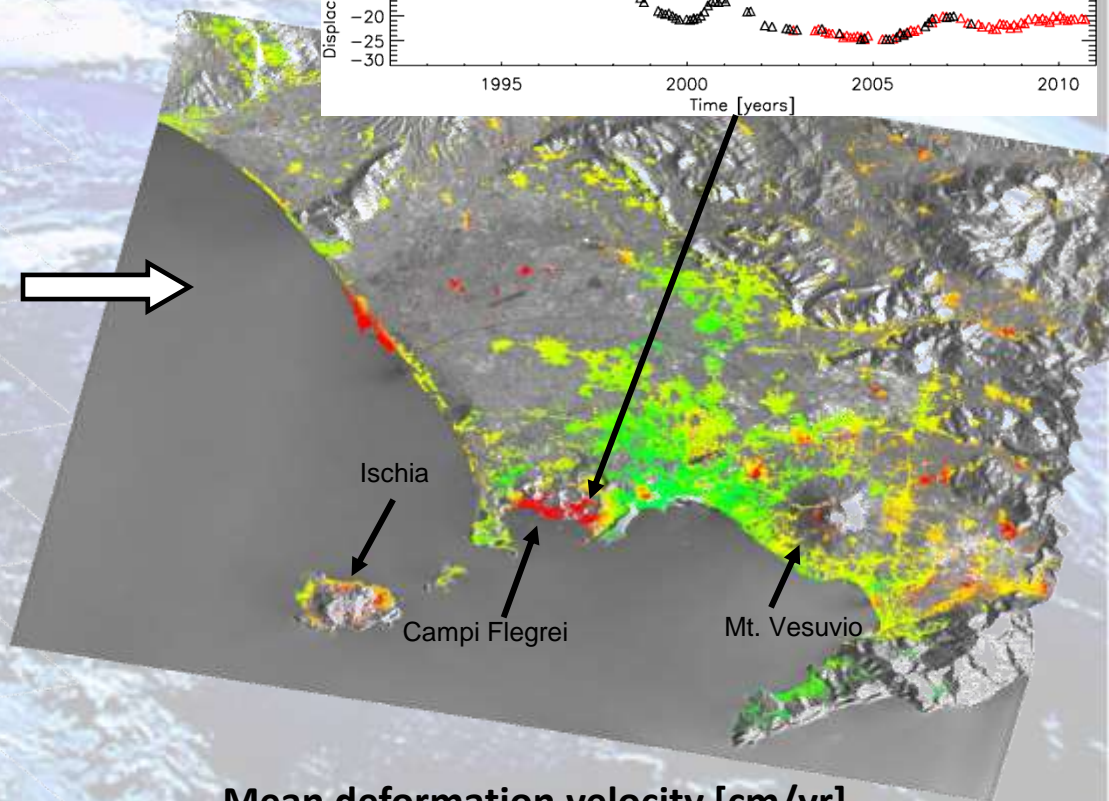 Displac
−20
−25
−30
1995 2000 2005 2010
Time [years]
Ischia
Campi Flegrei
Mt. Vesuvio
Mean deformation velocity [cm/yr]